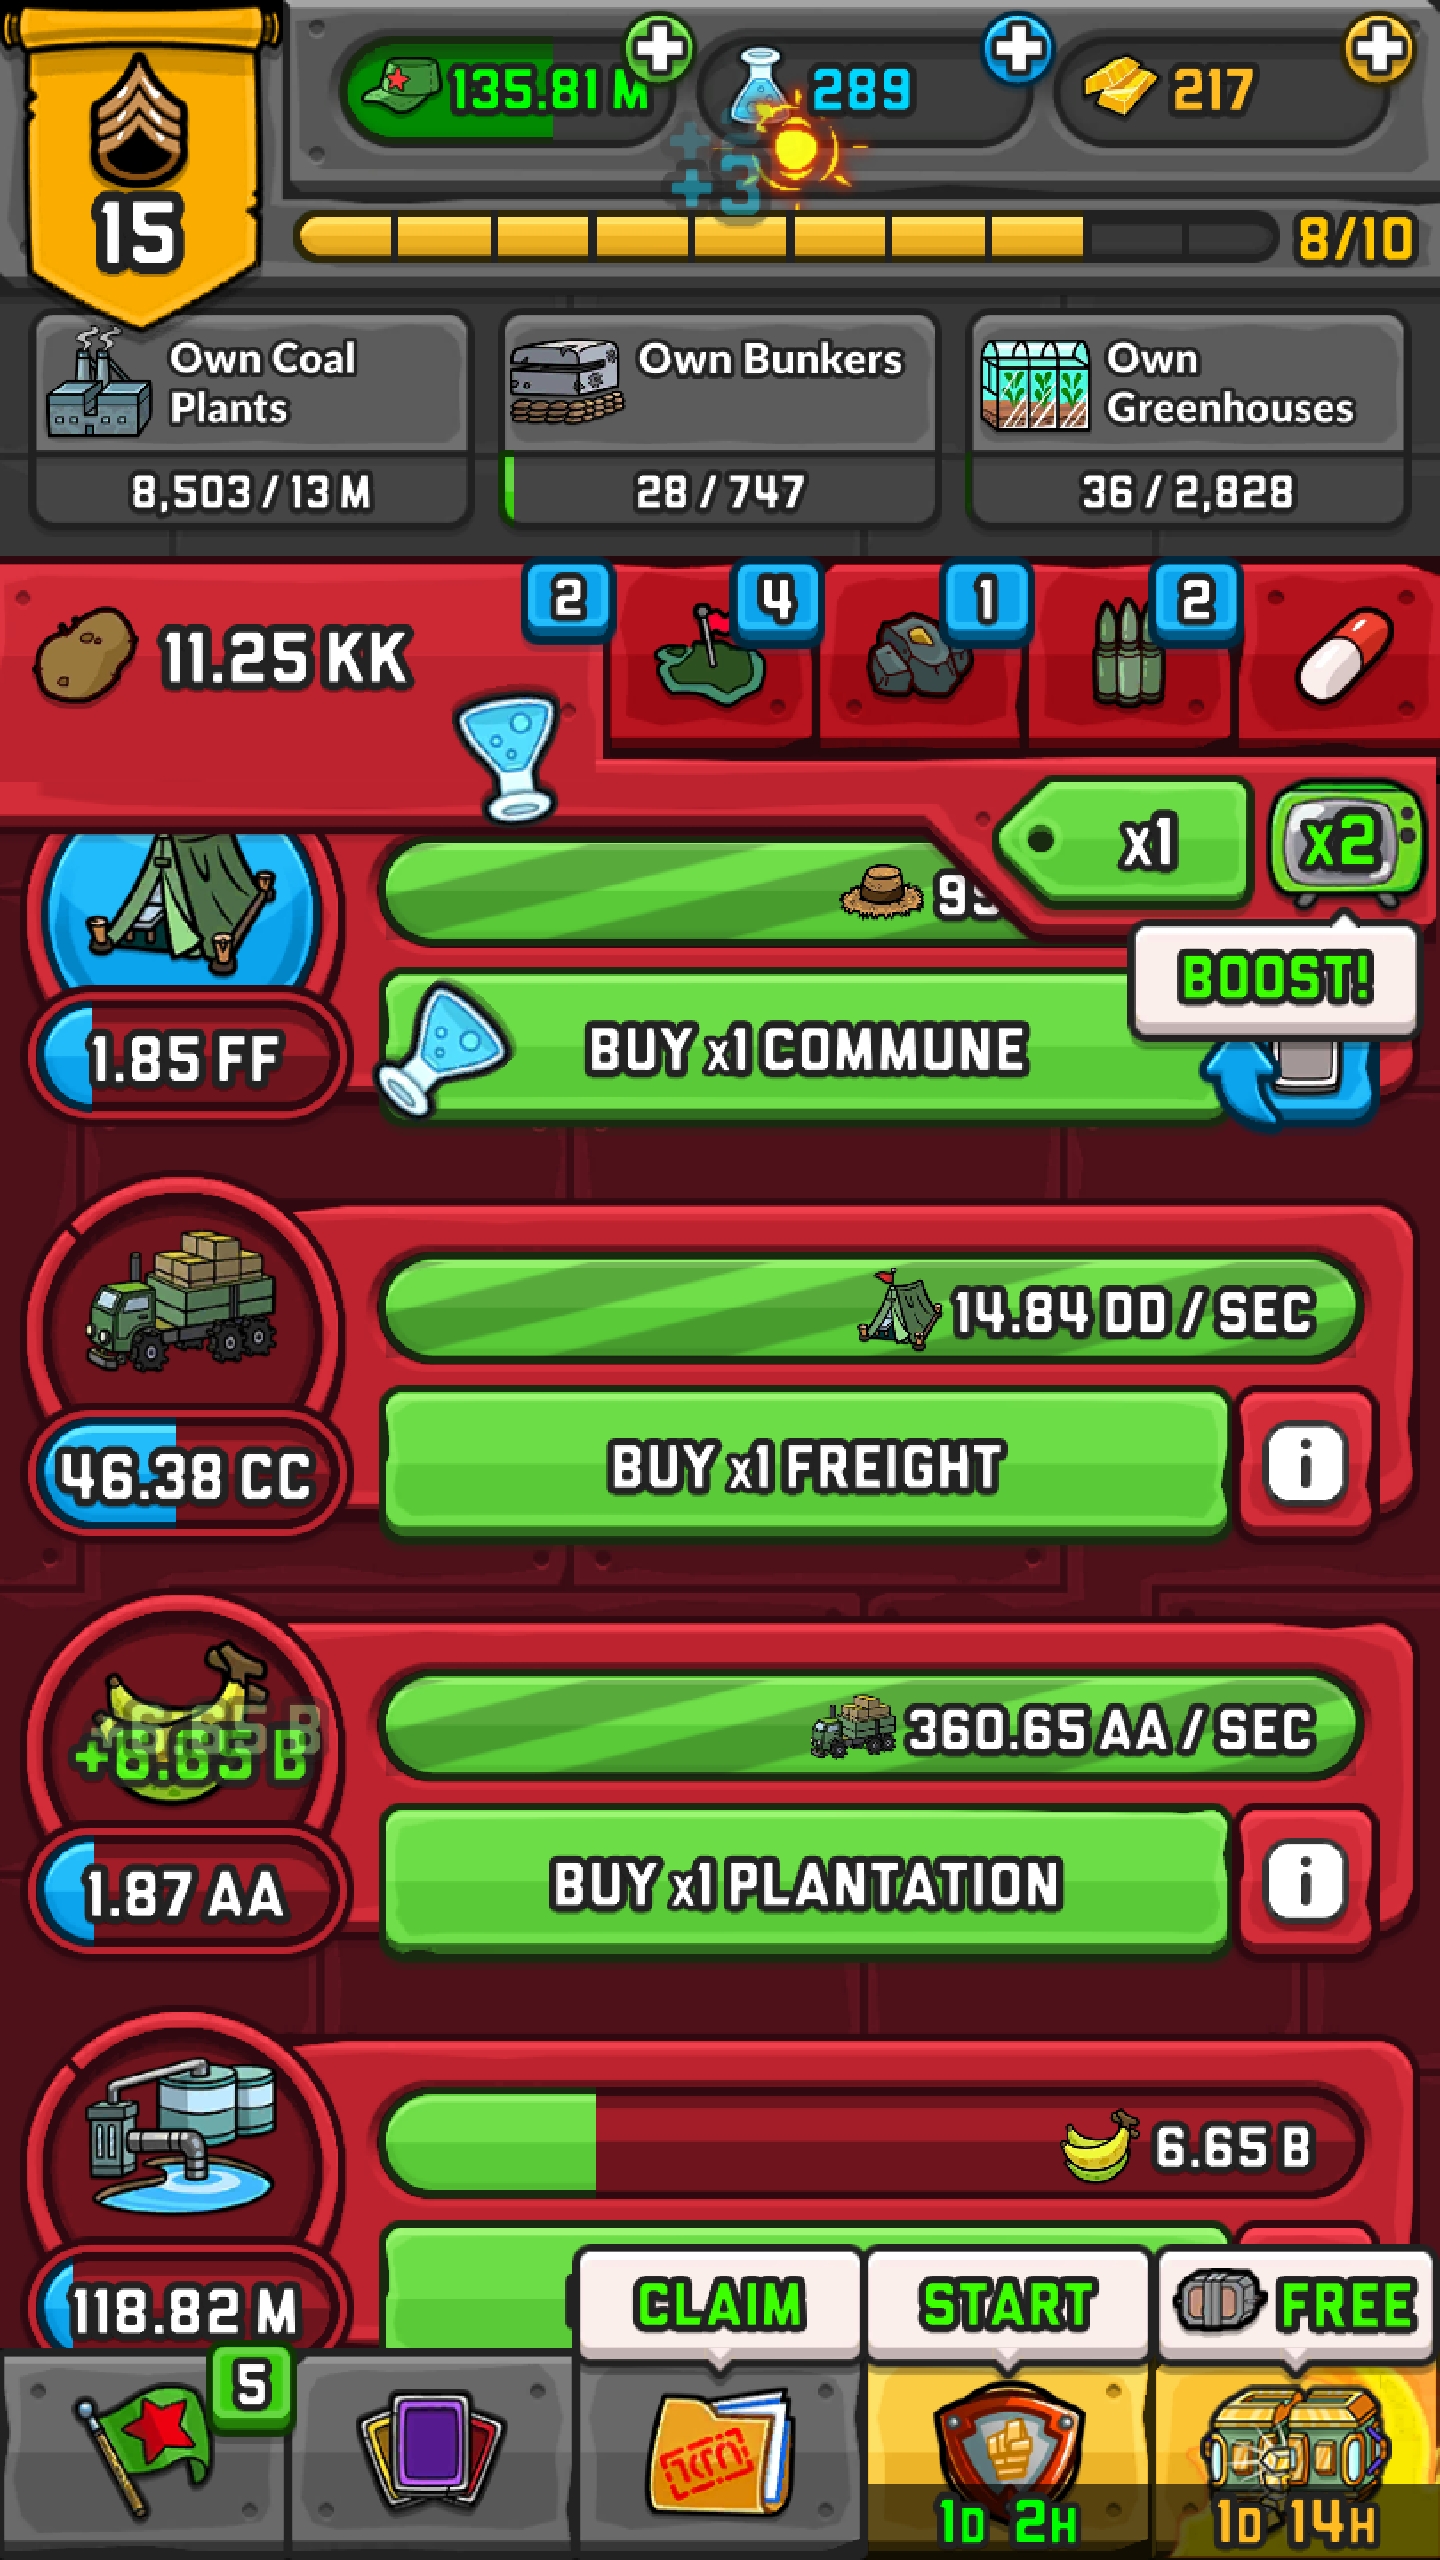 135.81 M
289
217
+3
15
8/10
Own Coal
Plants
8,503 / 13 M
Own Bunkers
28 / 747
Own
Greenhouses
36 / 2,828
11.25 KK
2
4
1
2
x1
x2
BOOST!
1.85 FF
BUY x1 COMMUNE
14.84 DD / SEC
46.38 CC
BUY x1 FREIGHT
i
+6.65 B
+6.65 B
360.65 AA / SEC
1.87 AA
BUY x1 PLANTATION
i
6.65 B
118.82 M
CLAIM
START
FREE
5
1D 2H
1D 14H